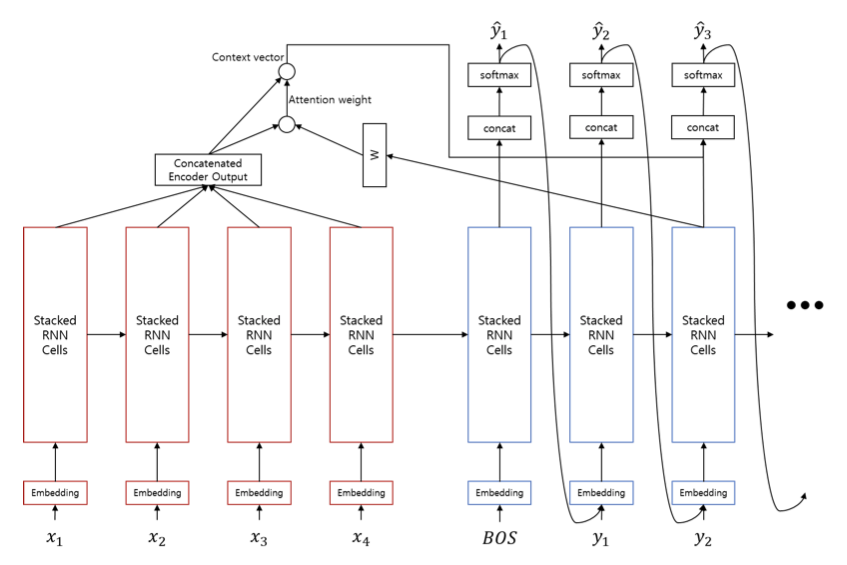 ŷ₁ ŷ₂ ŷ₃
Context vector
softmax softmax softmax
Attention weight
concat concat concat
W
Concatenated
Encoder Output
Stacked Stacked Stacked Stacked Stacked Stacked Stacked
RNN RNN RNN RNN RNN RNN RNN
Cells Cells Cells Cells Cells Cells Cells
Embedding Embedding Embedding Embedding Embedding Embedding Embedding
x₁ x₂ x₃ x₄ BOS y₁ y₂